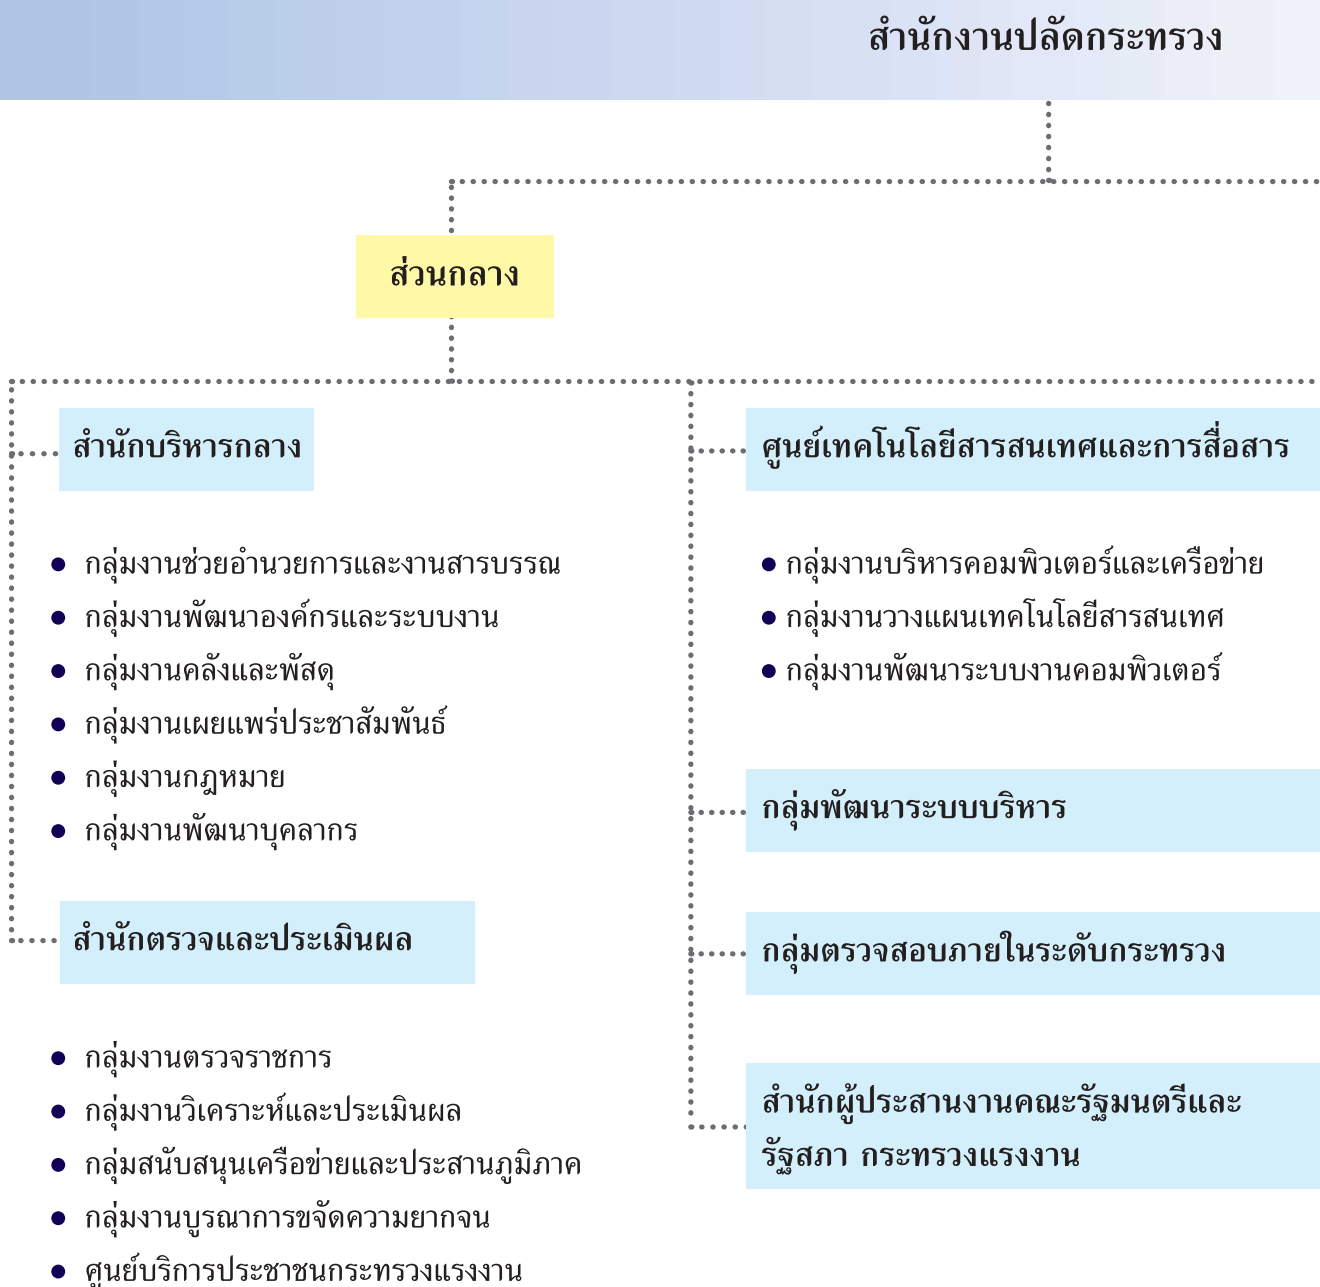 สำนักงานปลัดกระทรวง
ส่วนกลาง
สำนักบริหารกลาง
กลุ่มงานช่วยอำนวยการและงานสารบรรณ
กลุ่มงานพัฒนาองค์กรและระบบงาน
กลุ่มงานคลังและพัสดุ
กลุ่มงานเผยแพร่ประชาสัมพันธ์
กลุ่มงานกฎหมาย
กลุ่มงานพัฒนาบุคลากร
สำนักตรวจและประเมินผล
กลุ่มงานตรวจราชการ
กลุ่มงานวิเคราะห์และประเมินผล
กลุ่มสนับสนุนเครือข่ายและประสานภูมิภาค
กลุ่มงานบูรณาการขจัดความยากจน
ศูนย์บริการประชาชนกระทรวงแรงงาน
ศูนย์เทคโนโลยีสารสนเทศและการสื่อสาร
กลุ่มงานบริหารคอมพิวเตอร์และเครือข่าย
กลุ่มงานวางแผนเทคโนโลยีสารสนเทศ
กลุ่มงานพัฒนาระบบงานคอมพิวเตอร์
กลุ่มพัฒนาระบบบริหาร
กลุ่มตรวจสอบภายในระดับกระทรวง
สำนักผู้ประสานงานคณะรัฐมนตรีและ
รัฐสภา กระทรวงแรงงาน